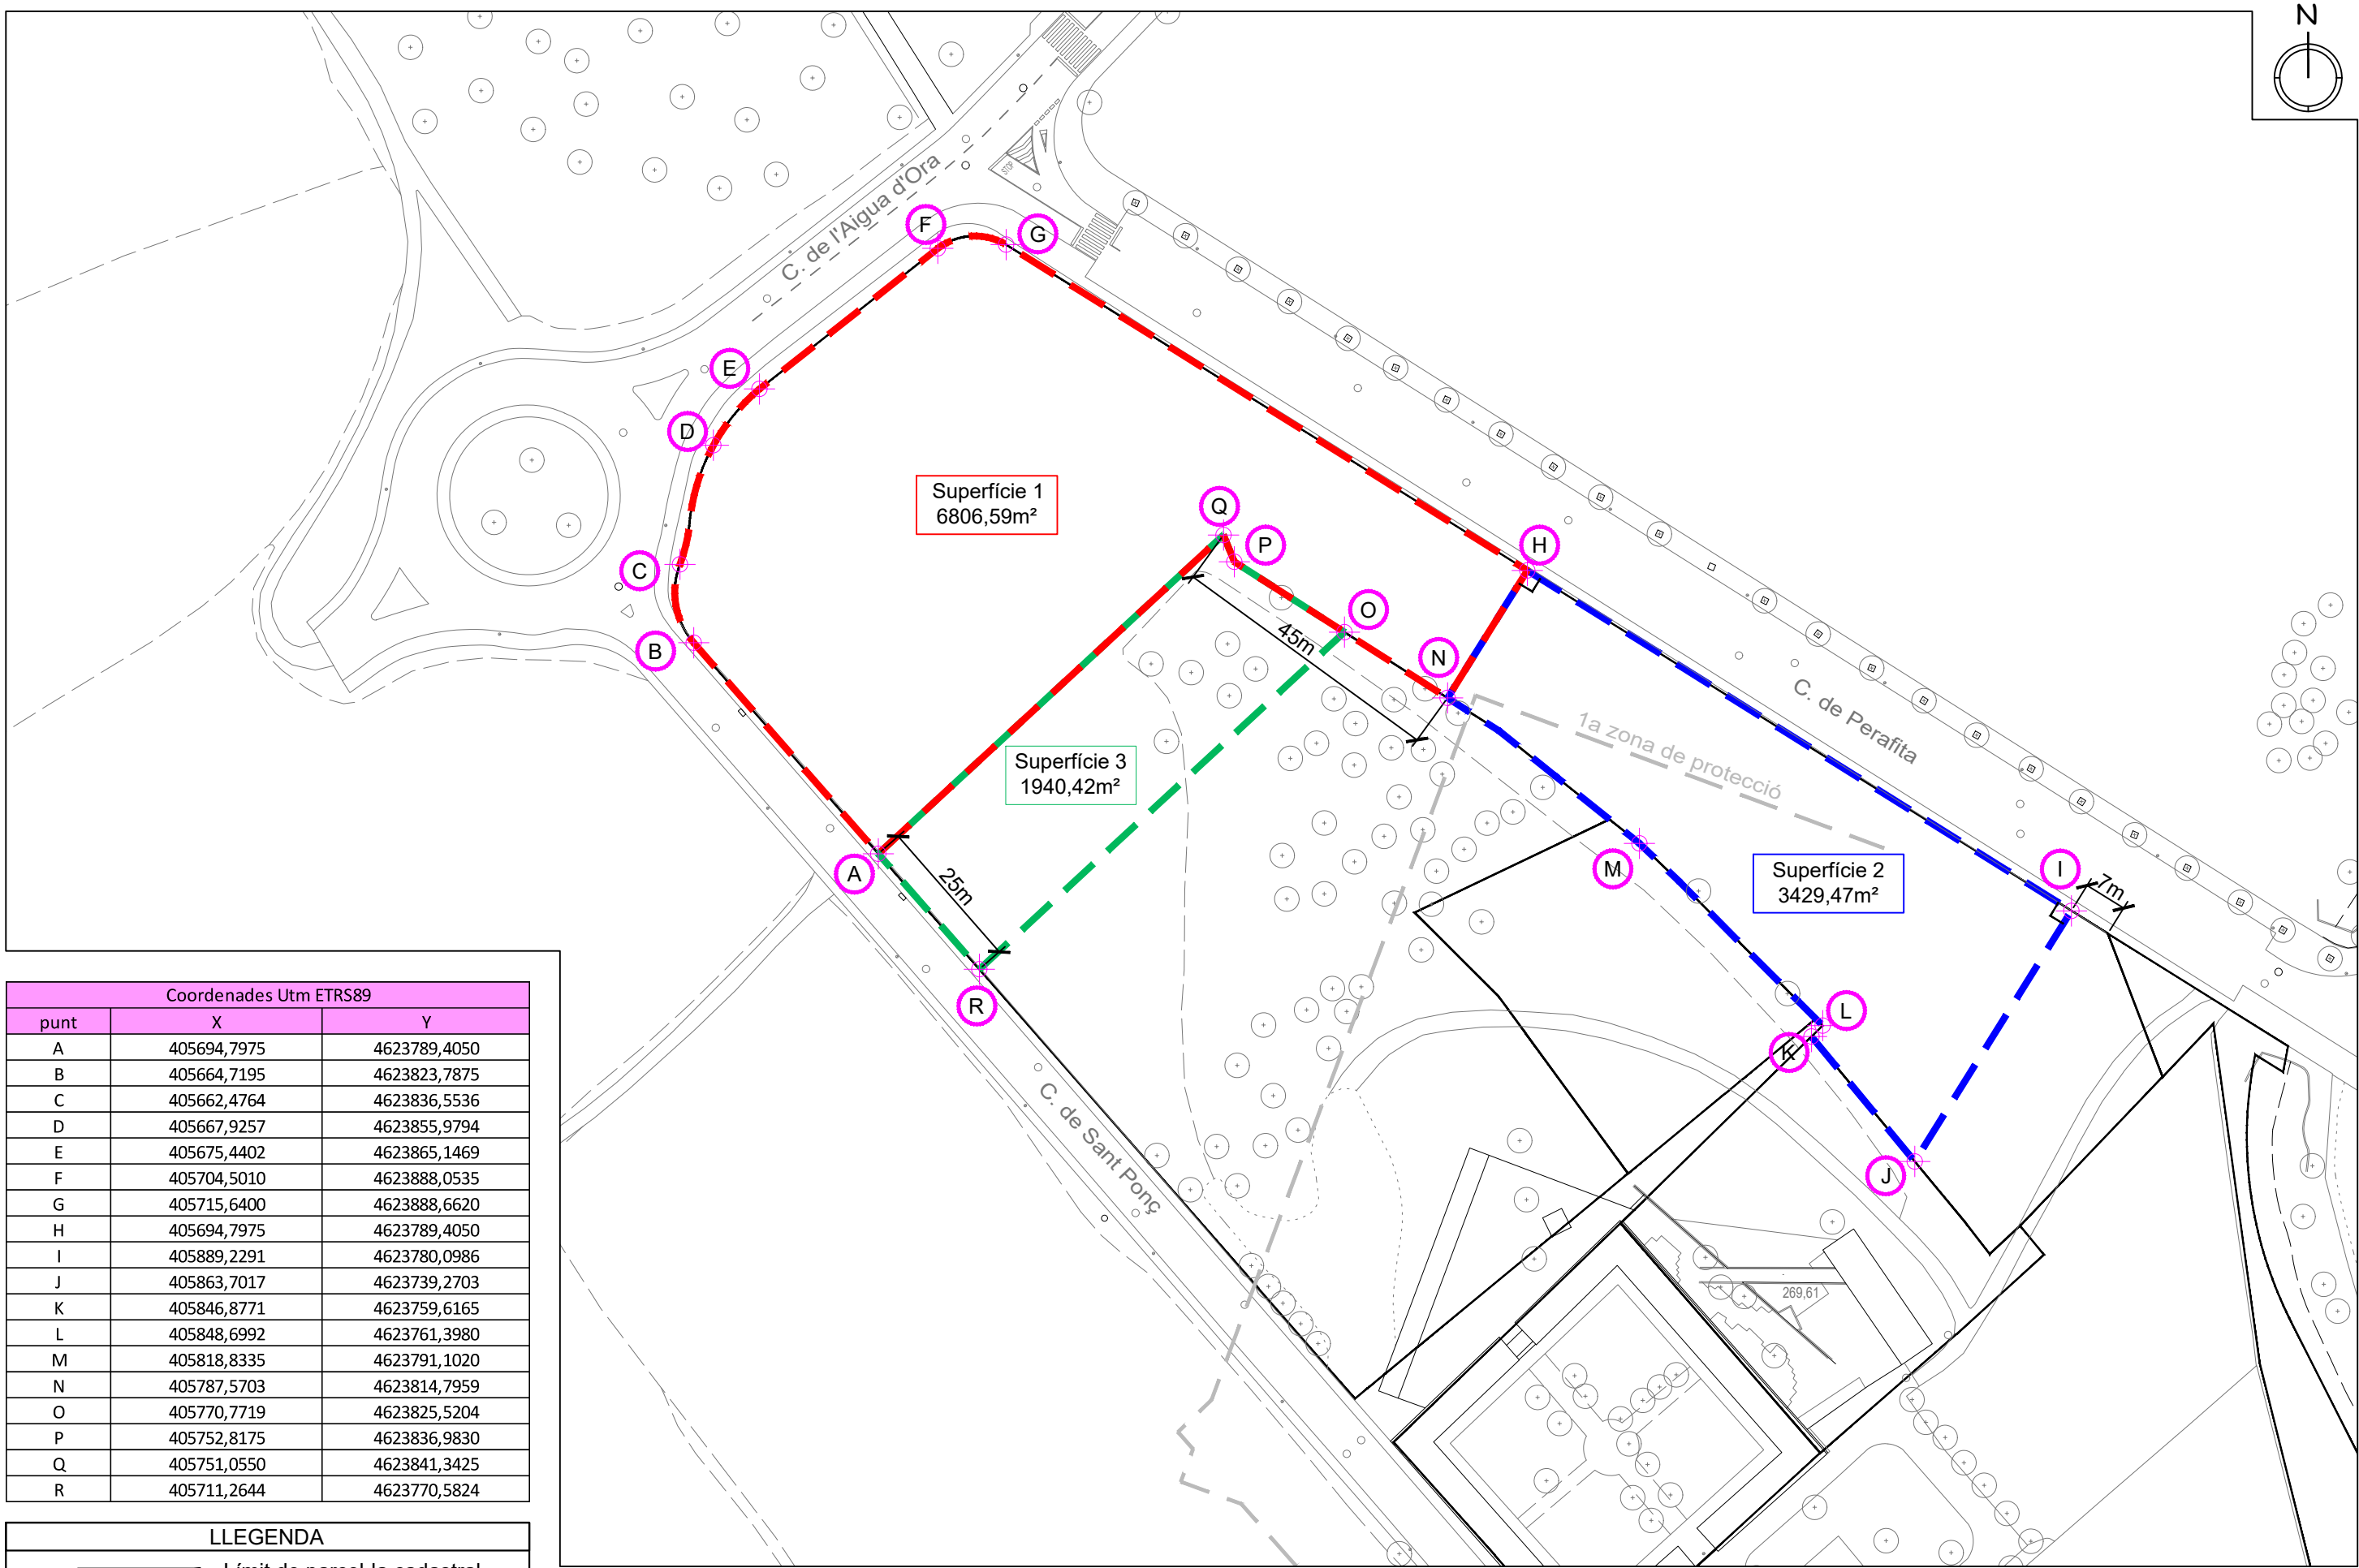 N
C. de l'Aigua d'Ora
STOP
F
G
E
D
Superfície 1
6806,59m²
Q
P
H
C
O
45m
B
N
C. de Perafita
1a zona de protecció
Superfície 3
1940,42m²
M
Superfície 2
3429,47m²
I
7m
A
25m
R
L
K
J
C. de Sant Ponç
269,61
Coordenades Utm ETRS89
punt X Y
A 405694,7975 4623789,4050
B 405664,7195 4623823,7875
C 405662,4764 4623836,5536
D 405667,9257 4623855,9794
E 405675,4402 4623865,1469
F 405704,5010 4623888,0535
G 405715,6400 4623888,6620
H 405694,7975 4623789,4050
I 405889,2291 4623780,0986
J 405863,7017 4623739,2703
K 405846,8771 4623759,6165
L 405848,6992 4623761,3980
M 405818,8335 4623791,1020
N 405787,5703 4623814,7959
O 405770,7719 4623825,5204
P 405752,8175 4623836,9830
Q 405751,0550 4623841,3425
R 405711,2644 4623770,5824
LLEGENDA